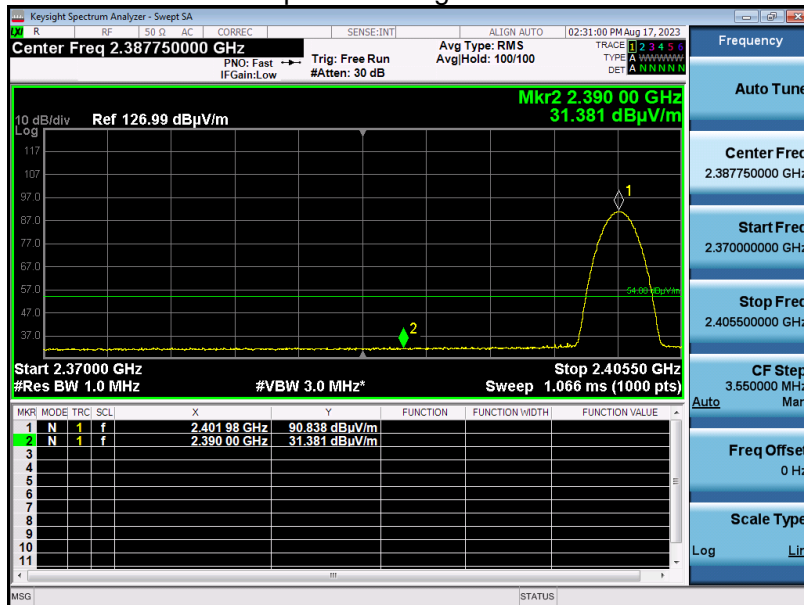 Keysight Spectrum Analyzer - Swept SA
LXI R RF 50 Ω AC CORREC SENSE:INT ALIGN AUTO 02:31:00 PM Aug 17, 2023
Center Freq 2.387750000 GHz
PNO: Fast
IFGain:Low
Trig: Free Run
#Atten: 30 dB
Avg Type: RMS
Avg|Hold: 100/100
TRACE 1 2 3 4 5 6
TYPE A WWWWW
DET A N N N N N
Mkr2 2.390 00 GHz
31.381 dBµV/m
10 dB/div Ref 126.99 dBµV/m
Log
117
107
97.0
87.0
77.0
67.0
57.0
47.0
37.0
54.00 dBµV/m
1
2
Start 2.37000 GHz Stop 2.40550 GHz
#Res BW 1.0 MHz #VBW 3.0 MHz* Sweep 1.066 ms (1000 pts)
MKR MODE TRC SCL X Y FUNCTION FUNCTION WIDTH FUNCTION VALUE
1 N 1 f 2.401 98 GHz 90.838 dBµV/m
2 N 1 f 2.390 00 GHz 31.381 dBµV/m
3
4
5
6
7
8
9
10
11
MSG STATUS
Frequency
Auto Tune
Center Freq
2.387750000 GHz
Start Freq
2.370000000 GHz
Stop Freq
2.405500000 GHz
CF Step
3.550000 MHz
Auto Man
Freq Offset
0 Hz
Scale Type
Log Lin